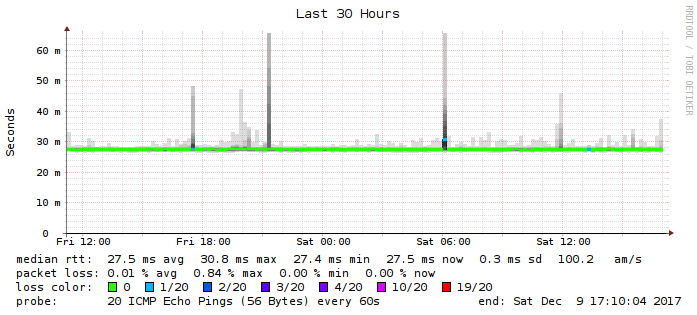 Last 30 Hours
RRDTOOL / TOBI OETIKER
Seconds
60 m
50 m
40 m
30 m
20 m
10 m
0
Fri 12:00 Fri 18:00 Sat 00:00 Sat 06:00 Sat 12:00
median rtt: 27.5 ms avg 30.8 ms max 27.4 ms min 27.5 ms now 0.3 ms sd 100.2 am/s
packet loss: 0.01 % avg 0.84 % max 0.00 % min 0.00 % now
loss color: 0 1/20 2/20 3/20 4/20 10/20 19/20
probe: 20 ICMP Echo Pings (56 Bytes) every 60s end: Sat Dec 9 17:10:04 2017